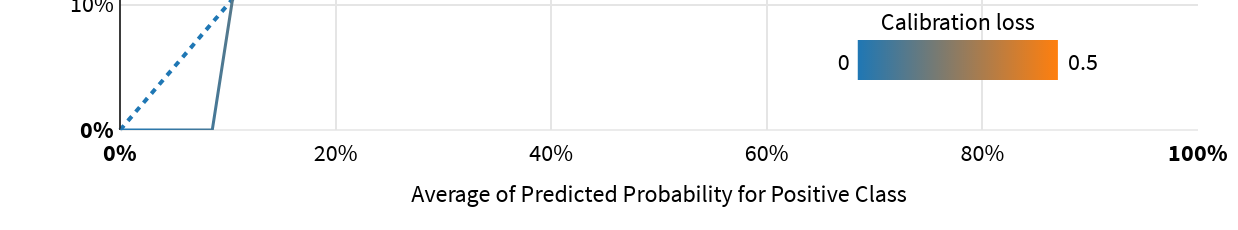 10%
Calibration loss
0 0.5
0%
0% 20% 40% 60% 80% 100%
Average of Predicted Probability for Positive Class